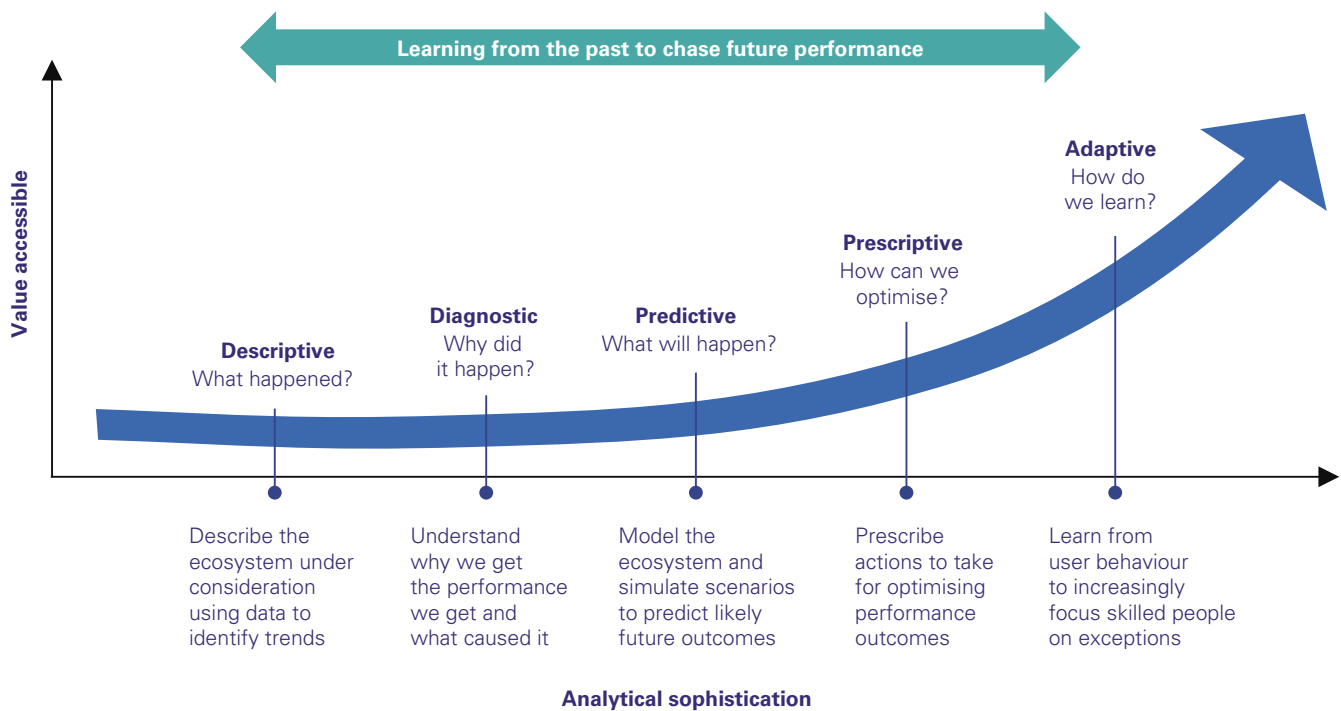 Learning from the past to chase future performance
Value accessible
Descriptive
What happened?
Diagnostic
Why did
it happen?
Predictive
What will happen?
Prescriptive
How can we
optimise?
Adaptive
How do
we learn?
Describe the
ecosystem under
consideration
using data to
identify trends
Understand
why we get
the performance
we get and
what caused it
Model the
ecosystem and
simulate scenarios
to predict likely
future outcomes
Prescribe
actions to take
for optimising
performance
outcomes
Learn from
user behaviour
to increasingly
focus skilled people
on exceptions
Analytical sophistication